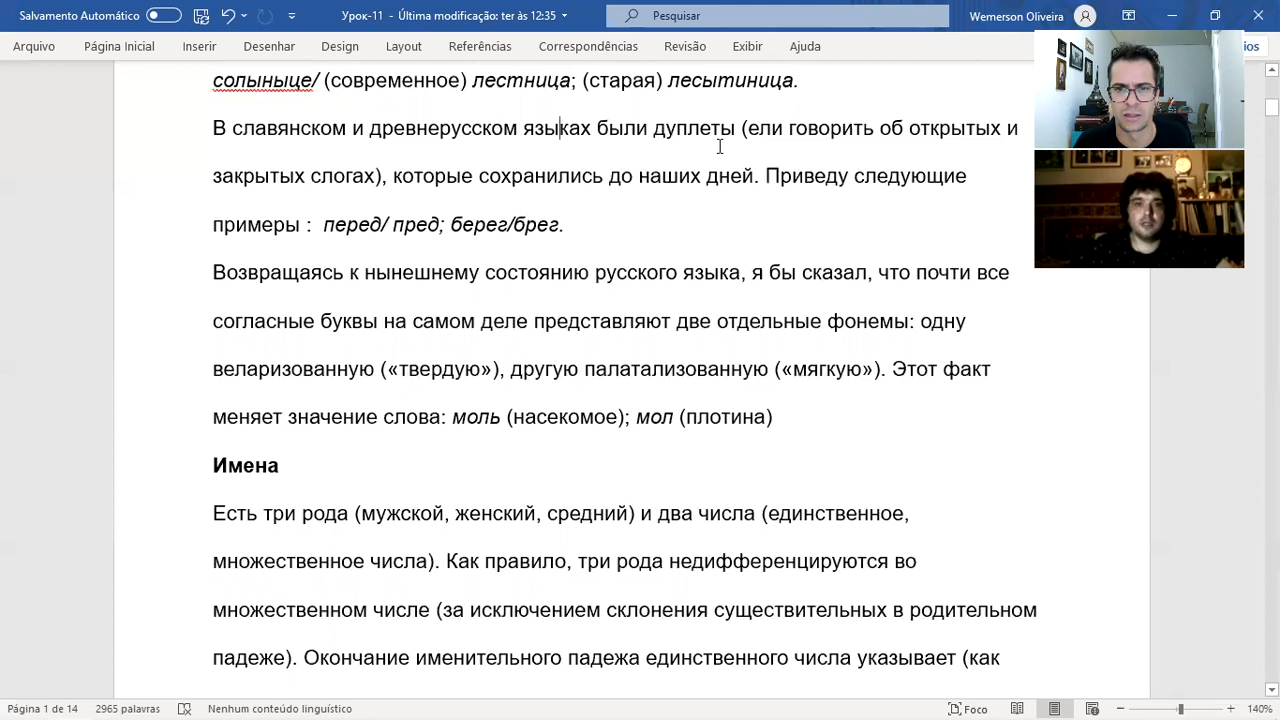 Урок-11 • Última modificação: ter às 12:35
Pesquisar
Wemerson Oliveira
Arquivo Página Inicial Inserir Desenhar Design Layout Referências Correspondências Revisão Exibir Ajuda
солыныце/ (современное) лестница; (старая) лесытиница.
В славянском и древнерусском языках были дуплеты (ели говорить об открытых и
закрытых слогах), которые сохранились до наших дней. Приведу следующие
примеры : перед/ пред; берег/брег.
Возвращаясь к нынешнему состоянию русского языка, я бы сказал, что почти все
согласные буквы на самом деле представляют две отдельные фонемы: одну
веларизованную («твердую»), другую палатализованную («мягкую»). Этот факт
меняет значение слова: моль (насекомое); мол (плотина)
Имена
Есть три рода (мужской, женский, средний) и два числа (единственное,
множественное числа). Как правило, три рода недифференцируются во
множественном числе (за исключением склонения существительных в родительном
падеже). Окончание именительного падежа единственного числа указывает (как
Página 1 de 14 2965 palavras Nenhum conteúdo linguístico Foco 140%